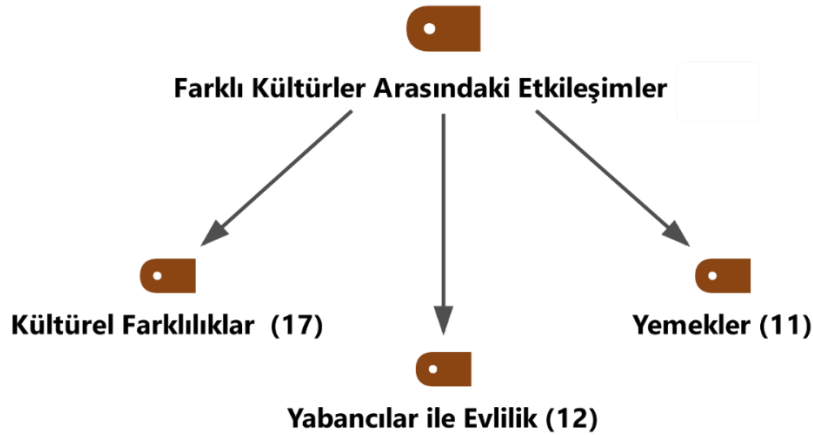 Farklı Kültürler Arasındaki Etkileşimler
Kültürel Farklılıklar (17)
Yemekler (11)
Yabancılar ile Evlilik (12)